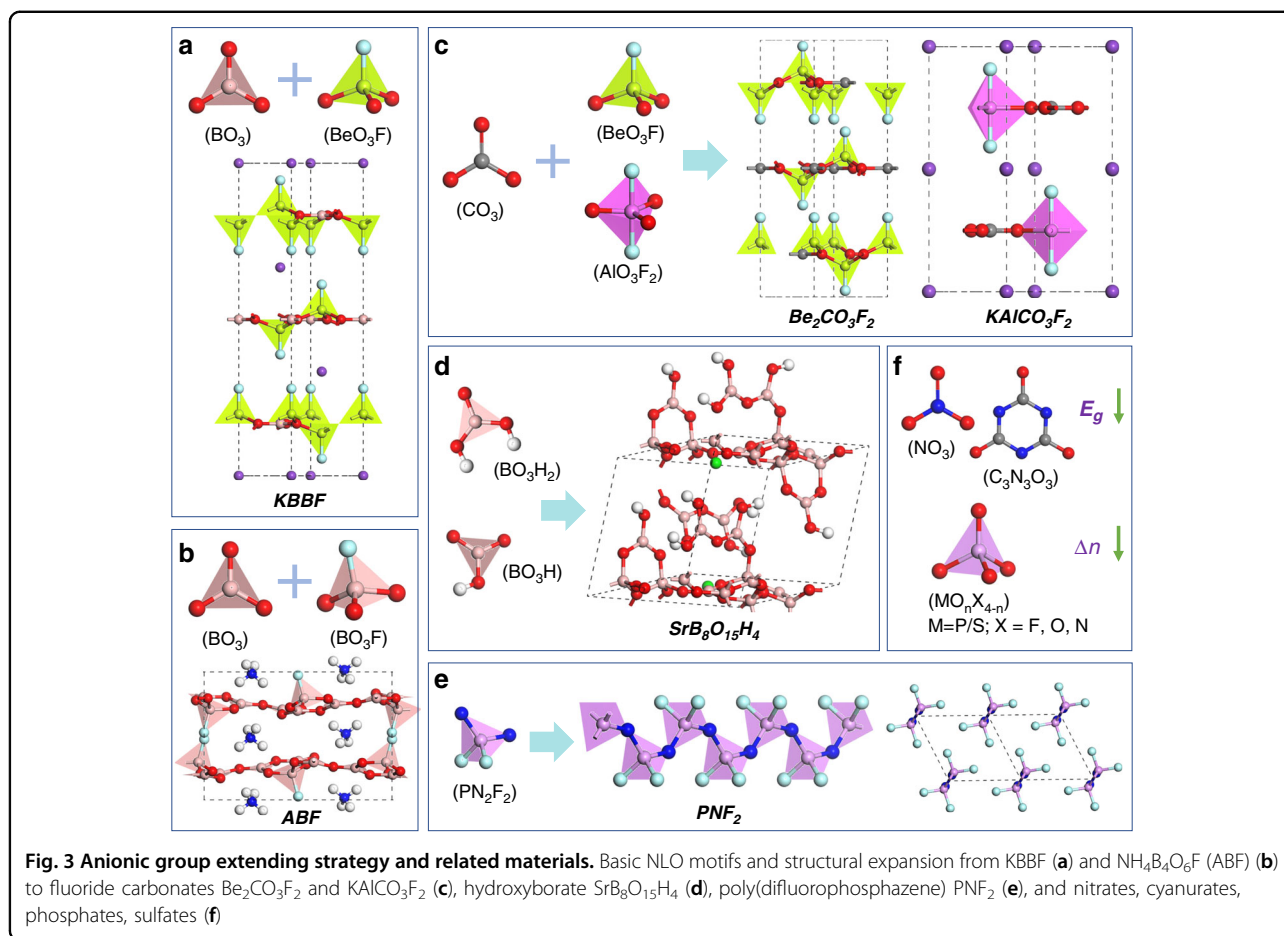 a
(BO3)
(BeO3F)
KBBF
b
(BO3)
(BO3F)
ABF
c
(CO3)
(BeO3F)
(AlO3F2)
Be2CO3F2
KAlCO3F2
d
(BO3H2)
(BO3H)
SrB8O15H4
e
(PN2F2)
PNF2
f
(NO3)
(C3N3O3)
Eg
(MOnX4-n)
M=P/S; X = F, O, N
Δn
Fig. 3 Anionic group extending strategy and related materials. Basic NLO motifs and structural expansion from KBBF (a) and NH4B4O6F (ABF) (b)
to fluoride carbonates Be2CO3F2 and KAlCO3F2 (c), hydroxyborate SrB8O15H4 (d), poly(difluorophosphazene) PNF2 (e), and nitrates, cyanurates,
phosphates, sulfates (f)